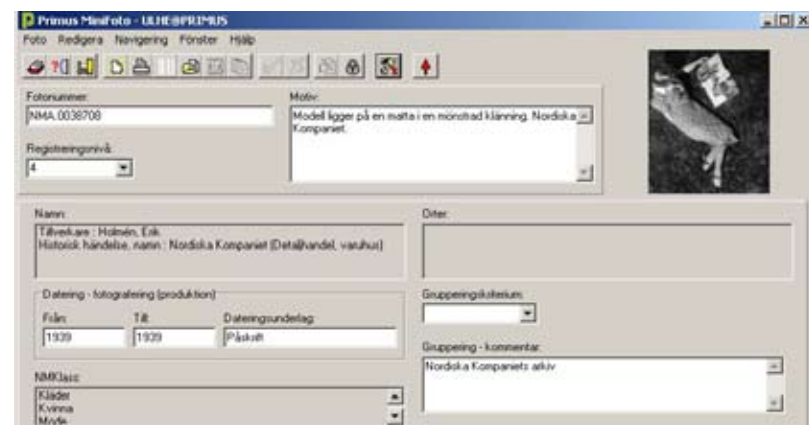 Primus MiniFoto - ULHE@PRIMUS
Foto Redigera Navigering Fönster Hjälp
Fotonummer:
NMA.0038708
Motiv:
Modell ligger på en matta i en mönstrad klänning. Nordiska
Kompaniet.
Registreringsnivå:
4
Namn:
Tillverkare : Holmén, Erik
Historisk händelse, namn : Nordiska Kompaniet (Detaljhandel, varuhus)
Orter:
Datering - fotografering (produktion)
Från:
Till:
Dateringsunderlag:
1939
1939
Påskrift
Grupperingskriterium:
Gruppering - kommentar:
Nordiska Kompaniets arkiv
NMKlass:
Kläder
Kvinna
Mode